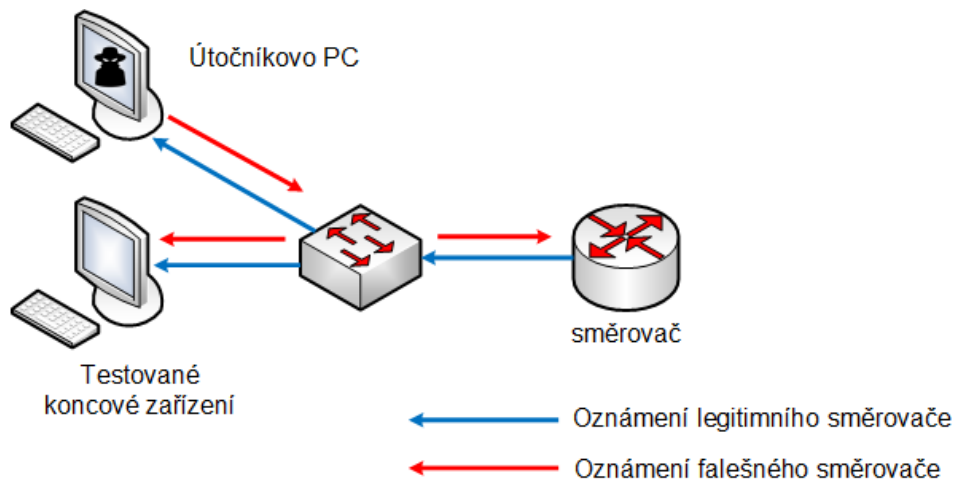 Útočníkovo PC
směrovač
Testované
koncové zařízení
Oznámení legitimního směrovače
Oznámení falešného směrovače